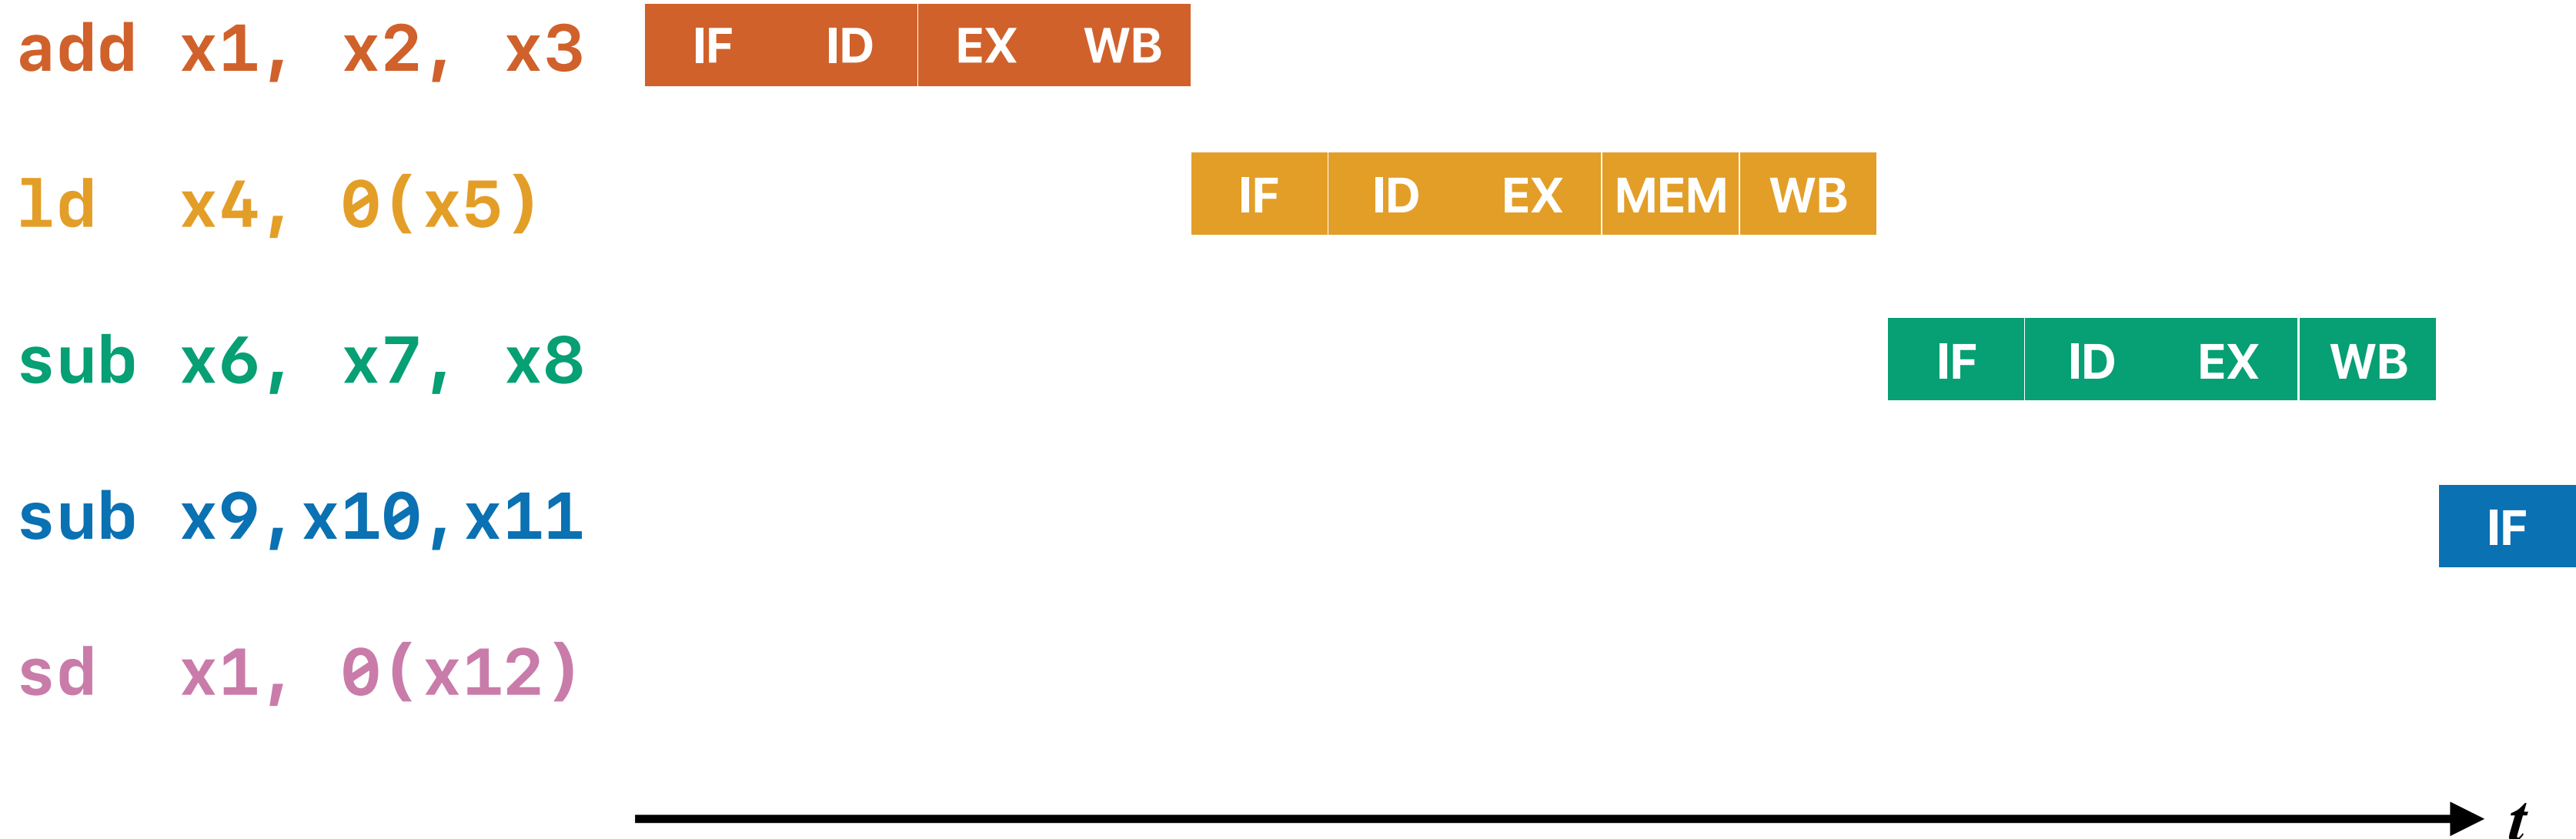 add x1, x2, x3 IF ID EX WB
ld x4, 0(x5) IF ID EX MEM WB
sub x6, x7, x8 IF ID EX WB
sub x9,x10,x11 IF
sd x1, 0(x12)
t